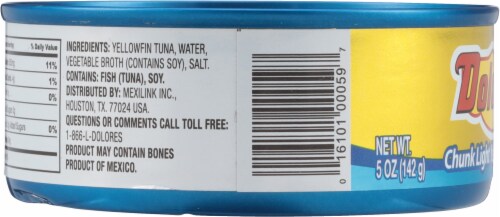 % Daily Value
11%
1%
0%
0%
INGREDIENTS: YELLOWFIN TUNA, WATER,
VEGETABLE BROTH (CONTAINS SOY), SALT.
CONTAINS: FISH (TUNA), SOY.
DISTRIBUTED BY: MEXILINK INC.,
HOUSTON, TX. 77024 USA.
QUESTIONS OR COMMENTS CALL TOLL FREE:
1-866-L-DOLORES
PRODUCT MAY CONTAIN BONES
PRODUCT OF MEXICO.
0 16101 00059 7
Dol
NET WT.
5 OZ (142 g)
Chunk Light